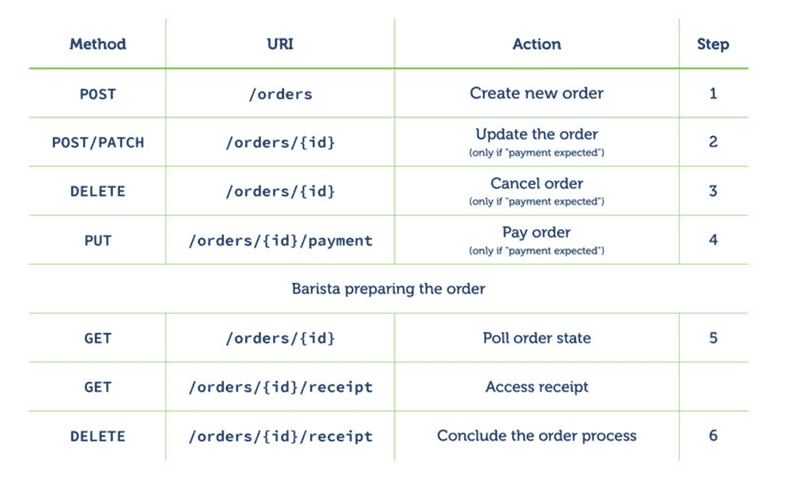 Method URI Action Step
POST /orders Create new order 1
POST/PATCH /orders/{id} Update the order 2
(only if "payment expected")
DELETE /orders/{id} Cancel order 3
(only if "payment expected")
PUT /orders/{id}/payment Pay order 4
(only if "payment expected")
Barista preparing the order
GET /orders/{id} Poll order state 5
GET /orders/{id}/receipt Access receipt
DELETE /orders/{id}/receipt Conclude the order process 6